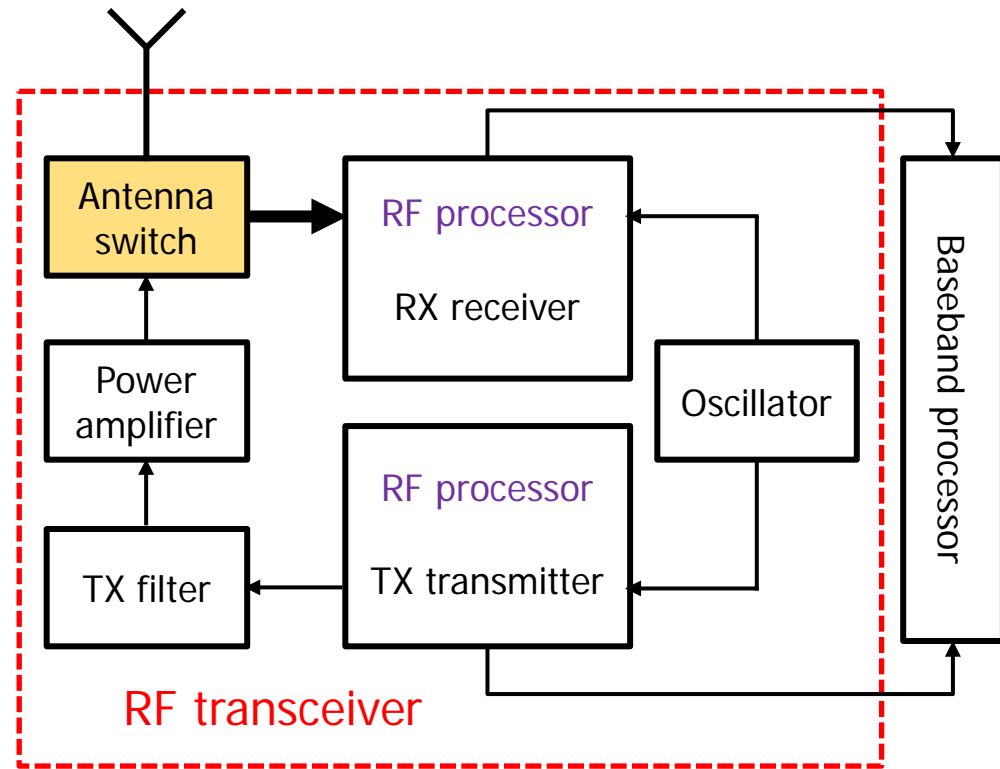 Antenna
switch
RF processor
RX receiver
Power
amplifier
Oscillator
Baseband processor
RF processor
TX transmitter
TX filter
RF transceiver